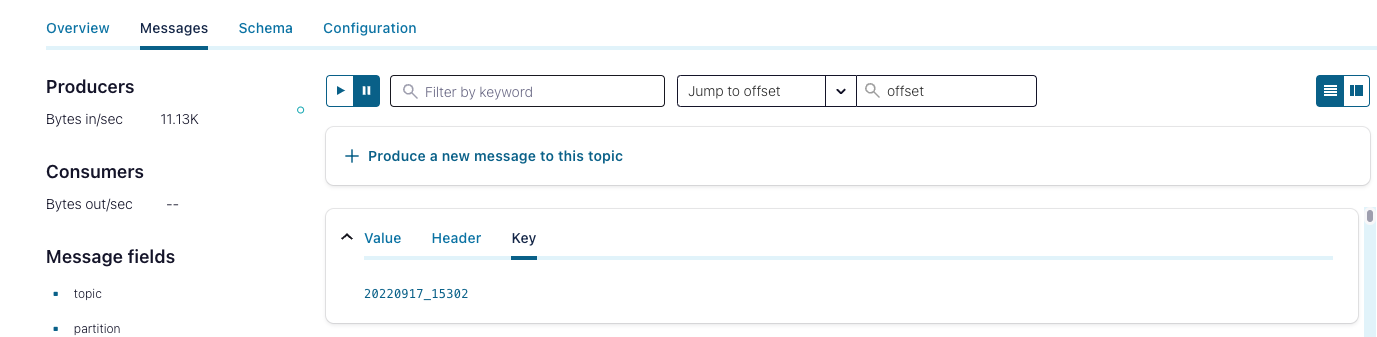 Overview Messages Schema Configuration
Producers
Bytes in/sec 11.13K
Consumers
Bytes out/sec --
Message fields
topic
partition
Filter by keyword Jump to offset offset
Produce a new message to this topic
Value Header Key
20220917_15302